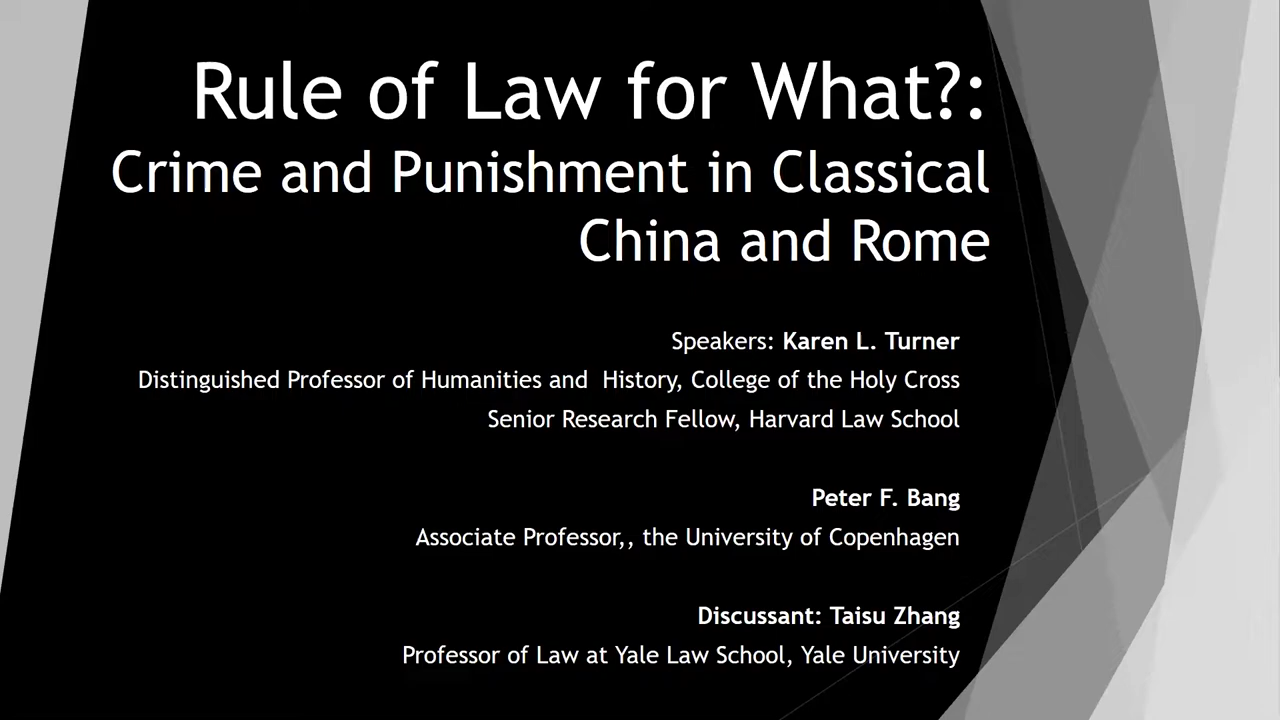 Rule of Law for What?:
Crime and Punishment in Classical
China and Rome
Speakers: Karen L. Turner
Distinguished Professor of Humanities and  History, College of the Holy Cross
Senior Research Fellow, Harvard Law School
Peter F. Bang
Associate Professor,, the University of Copenhagen
Discussant: Taisu Zhang
Professor of Law at Yale Law School, Yale University